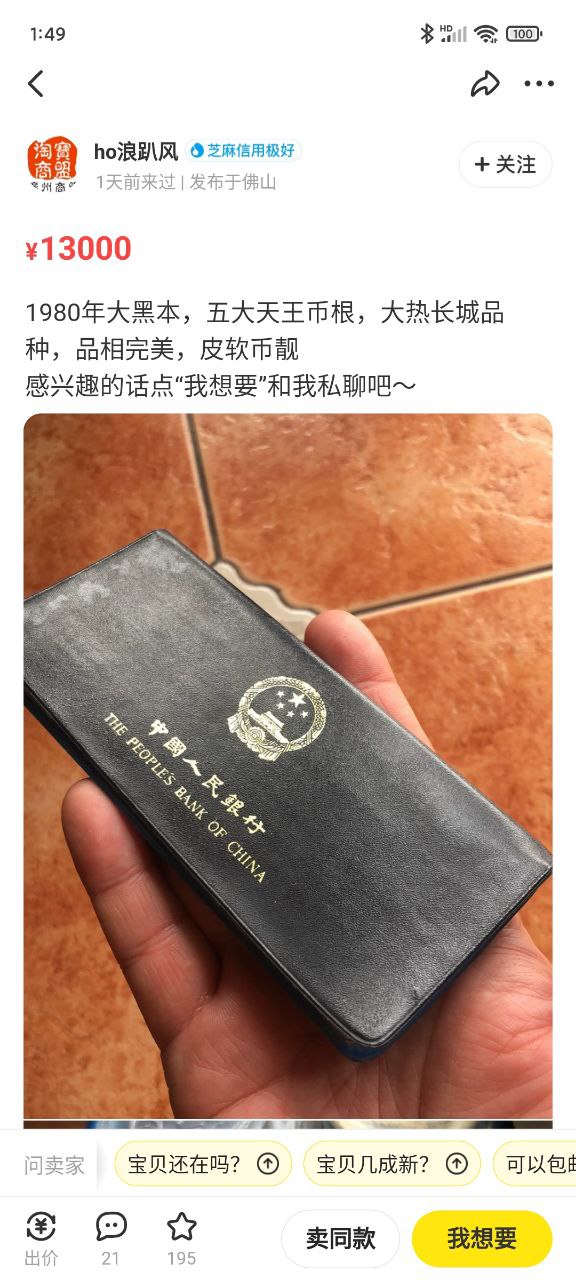 1:49
HD
100
淘寶
商盟
州商
ho浪趴风
芝麻信用极好
1天前来过 | 发布于佛山
+ 关注
¥13000
1980年大黑本，五大天王币根，大热长城品
种，品相完美，皮软币靓
感兴趣的话点“我想要”和我私聊吧～
中國人民銀行
THE PEOPLE'S BANK OF CHINA
问卖家
宝贝还在吗？
宝贝几成新？
可以包
出价
21
195
卖同款
我想要